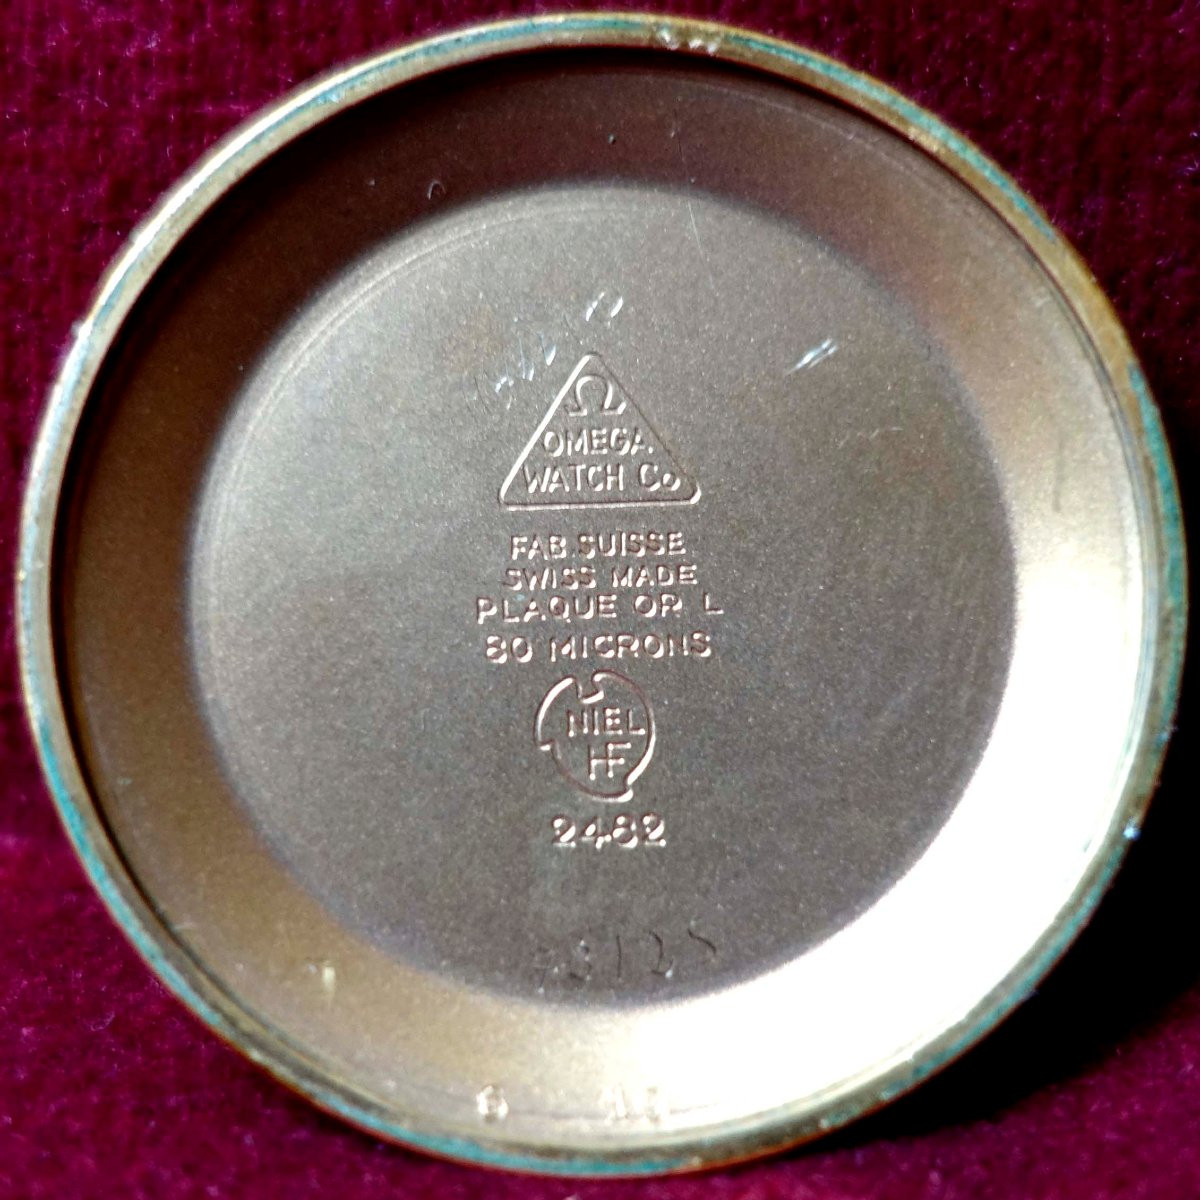 Ω
OMEGA
WATCH Co
FAB. SUISSE
SWISS MADE
PLAQUE OR L
80 MICRONS
NIEL
HF
2482